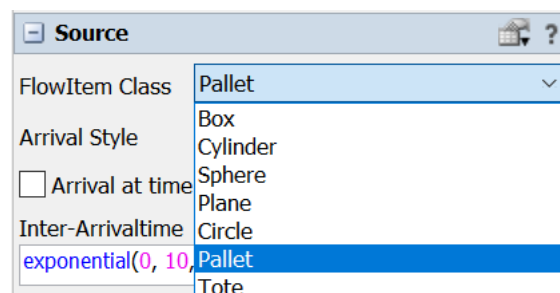 Source ?
FlowItem Class Pallet
Box
Arrival Style Cylinder
Sphere
Arrival at time
Plane
Inter-Arrivaltime Circle
exponential(0, 10, Pallet
Tote